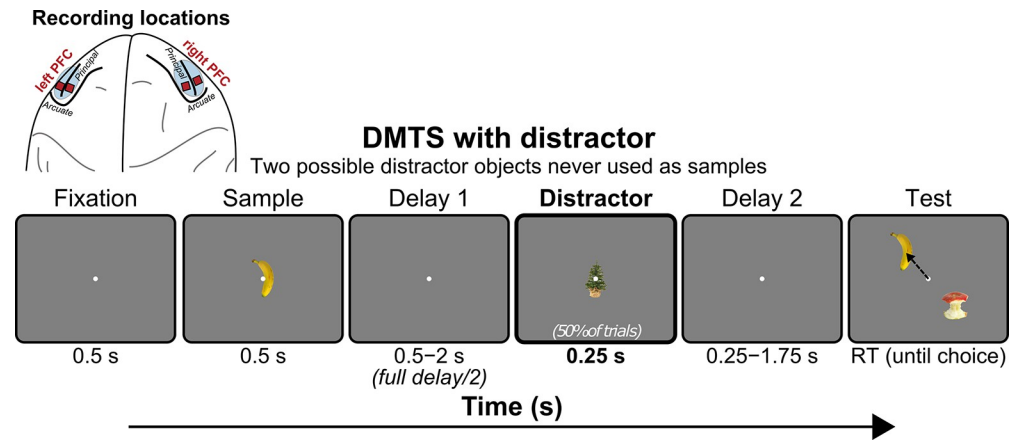 Recording locations
left PFC
Principal
Arcuate
Principal
right PFC
Arcuate
DMTS with distractor
Two possible distractor objects never used as samples
Fixation
Sample
Delay 1
Distractor
Delay 2
Test
(50%of trials)
0.5 s
0.5 s
0.5−2 s
(full delay/2)
0.25 s
0.25−1.75 s
RT (until choice)
Time (s)